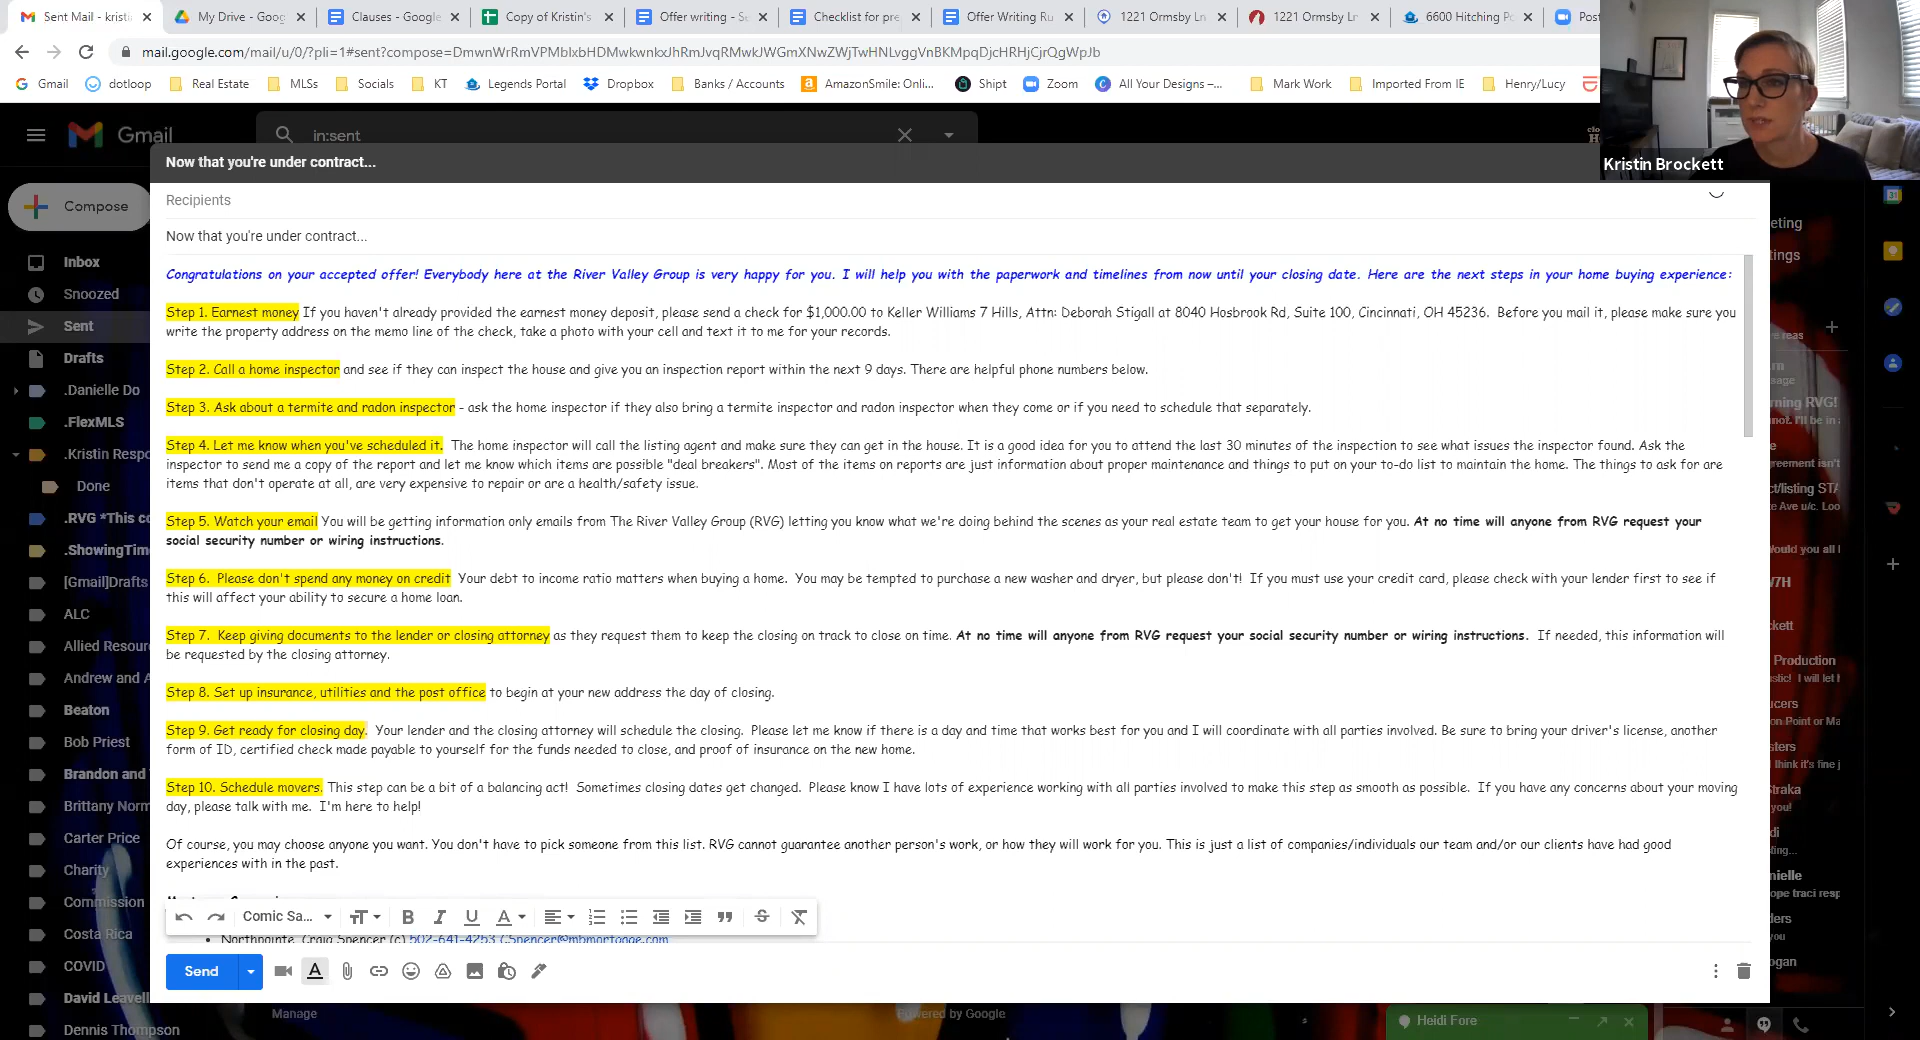 Sent Mail - kristi
My Drive - Goog
Clauses - Google
Copy of Kristin's
Offer writing - Se
Checklist for pre
Offer Writing Ru
1221 Ormsby Ln
1221 Ormsby Ln
6600 Hitching Po
Post
mail.google.com/mail/u/0/?pli=1#sent?compose=DmwnWrRmVPMblxbHDMwkwnkxJhRmJvqRMwkJWGmXNwZWjTwHNLvggVnBKMpqDjcHRHjCjrQgWpJb
Gmail dotloop Real Estate MLSs Socials KT Legends Portal Dropbox Banks / Accounts AmazonSmile: Onli... Shipt Zoom All Your Designs –... Mark Work Imported From IE Henry/Lucy
Kristin Brockett
Gmail
in:sent
Compose
Inbox
Snoozed
Sent
Drafts
.Danielle Do
.FlexMLS
.Kristin Respo
Done
.RVG *This co
.ShowingTime
[Gmail]Drafts
ALC
Allied Resour
Andrew and A
Beaton
Bob Priest
Brandon and
Brittany Norm
Carter Price
Charity
Commission
Costa Rica
COVID
David Leavell
Dennis Thompson
Now that you're under contract...
Recipients
Now that you're under contract...
Congratulations on your accepted offer! Everybody here at the River Valley Group is very happy for you. I will help you with the paperwork and timelines from now until your closing date. Here are the next steps in your home buying experience:
Step 1. Earnest money If you haven't already provided the earnest money deposit, please send a check for $1,000.00 to Keller Williams 7 Hills, Attn: Deborah Stigall at 8040 Hosbrook Rd, Suite 100, Cincinnati, OH 45236. Before you mail it, please make sure you
write the property address on the memo line of the check, take a photo with your cell and text it to me for your records.
Step 2. Call a home inspector and see if they can inspect the house and give you an inspection report within the next 9 days. There are helpful phone numbers below.
Step 3. Ask about a termite and radon inspector - ask the home inspector if they also bring a termite inspector and radon inspector when they come or if you need to schedule that separately.
Step 4. Let me know when you've scheduled it. The home inspector will call the listing agent and make sure they can get in the house. It is a good idea for you to attend the last 30 minutes of the inspection to see what issues the inspector found. Ask the
inspector to send me a copy of the report and let me know which items are possible "deal breakers". Most of the items on reports are just information about proper maintenance and things to put on your to-do list to maintain the home. The things to ask for are
items that don't operate at all, are very expensive to repair or are a health/safety issue.
Step 5. Watch your email You will be getting information only emails from The River Valley Group (RVG) letting you know what we're doing behind the scenes as your real estate team to get your house for you. At no time will anyone from RVG request your
social security number or wiring instructions.
Step 6. Please don't spend any money on credit Your debt to income ratio matters when buying a home. You may be tempted to purchase a new washer and dryer, but please don't! If you must use your credit card, please check with your lender first to see if
this will affect your ability to secure a home loan.
Step 7. Keep giving documents to the lender or closing attorney as they request them to keep the closing on track to close on time. At no time will anyone from RVG request your social security number or wiring instructions. If needed, this information will
be requested by the closing attorney.
Step 8. Set up insurance, utilities and the post office to begin at your new address the day of closing.
Step 9. Get ready for closing day. Your lender and the closing attorney will schedule the closing. Please let me know if there is a day and time that works best for you and I will coordinate with all parties involved. Be sure to bring your driver's license, another
form of ID, certified check made payable to yourself for the funds needed to close, and proof of insurance on the new home.
Step 10. Schedule movers. This step can be a bit of a balancing act! Sometimes closing dates get changed. Please know I have lots of experience working with all parties involved to make this step as smooth as possible. If you have any concerns about your moving
day, please talk with me. I'm here to help!
Of course, you may choose anyone you want. You don't have to pick someone from this list. RVG cannot guarantee another person's work, or how they will work for you. This is just a list of companies/individuals our team and/or our clients have had good
experiences with in the past.
Comic Sa...
Northpointe, Craig Spencer (c) 502-641-4253
Send
Manage
Powered by Google
Heidi Fore